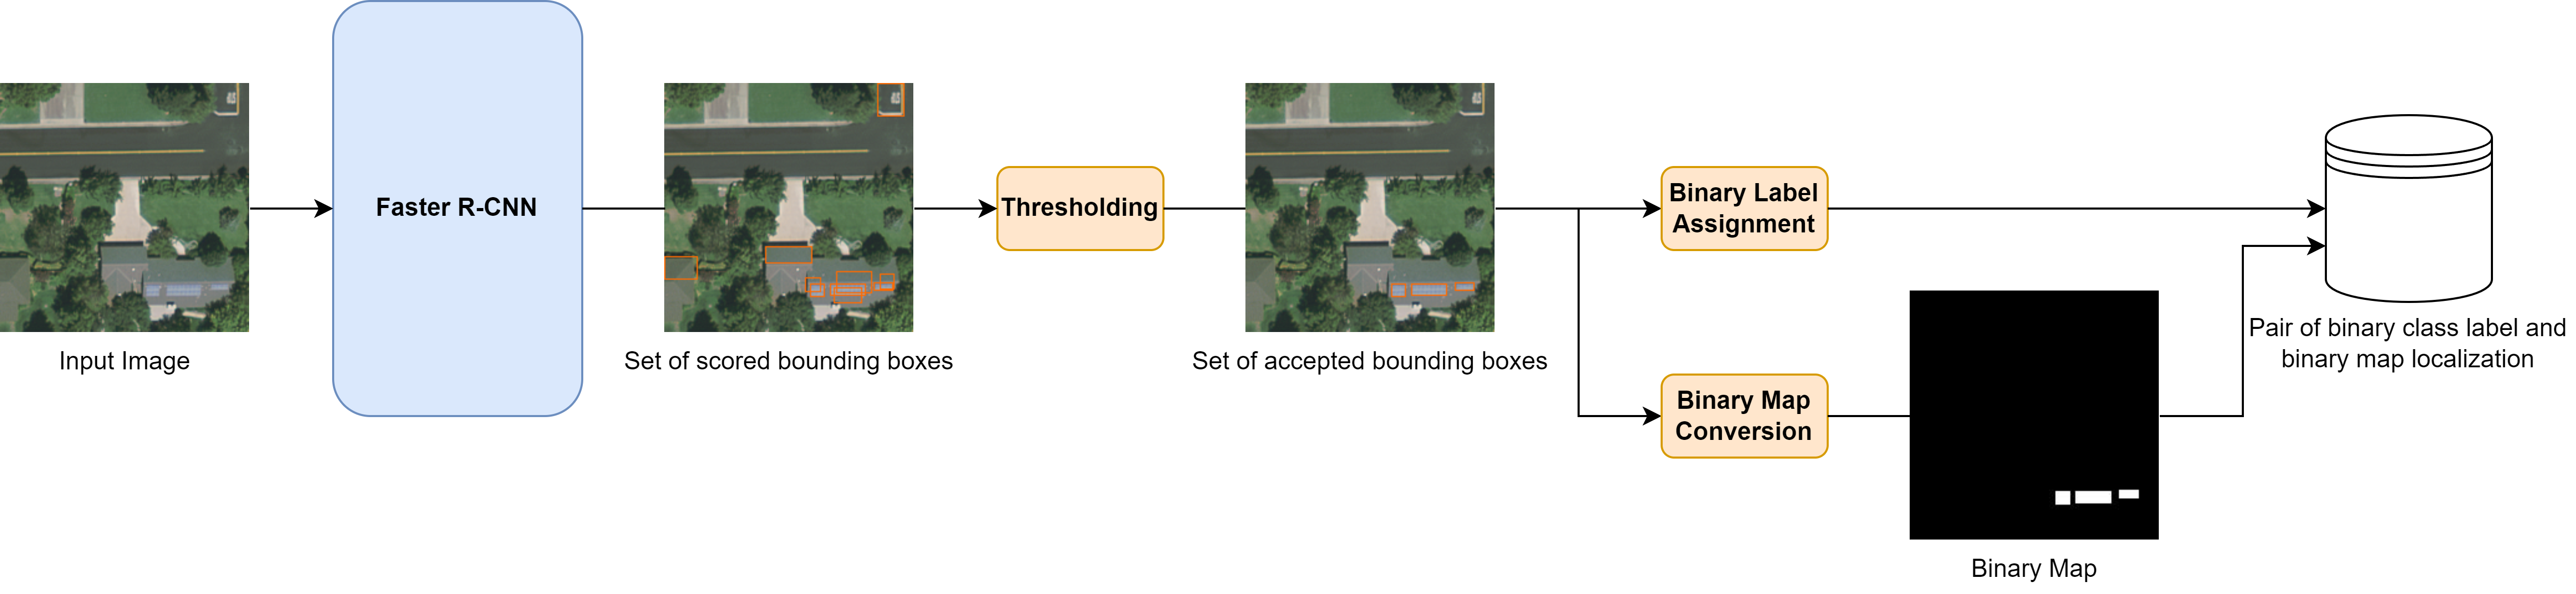 Input Image
Faster R-CNN
Set of scored bounding boxes
Thresholding
Set of accepted bounding boxes
Binary Label
Assignment
Binary Map
Conversion
Binary Map
Pair of binary class label and
binary map localization